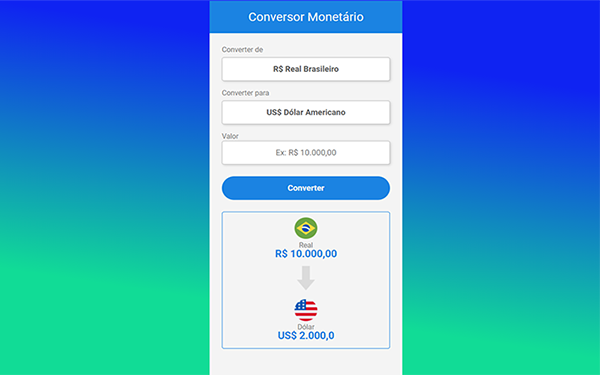 Conversor Monetário
Converter de
R$ Real Brasileiro
Converter para
US$ Dólar Americano
Valor
Ex: R$ 10.000,00
Converter
Real
R$ 10.000,00
Dólar
US$ 2.000,0